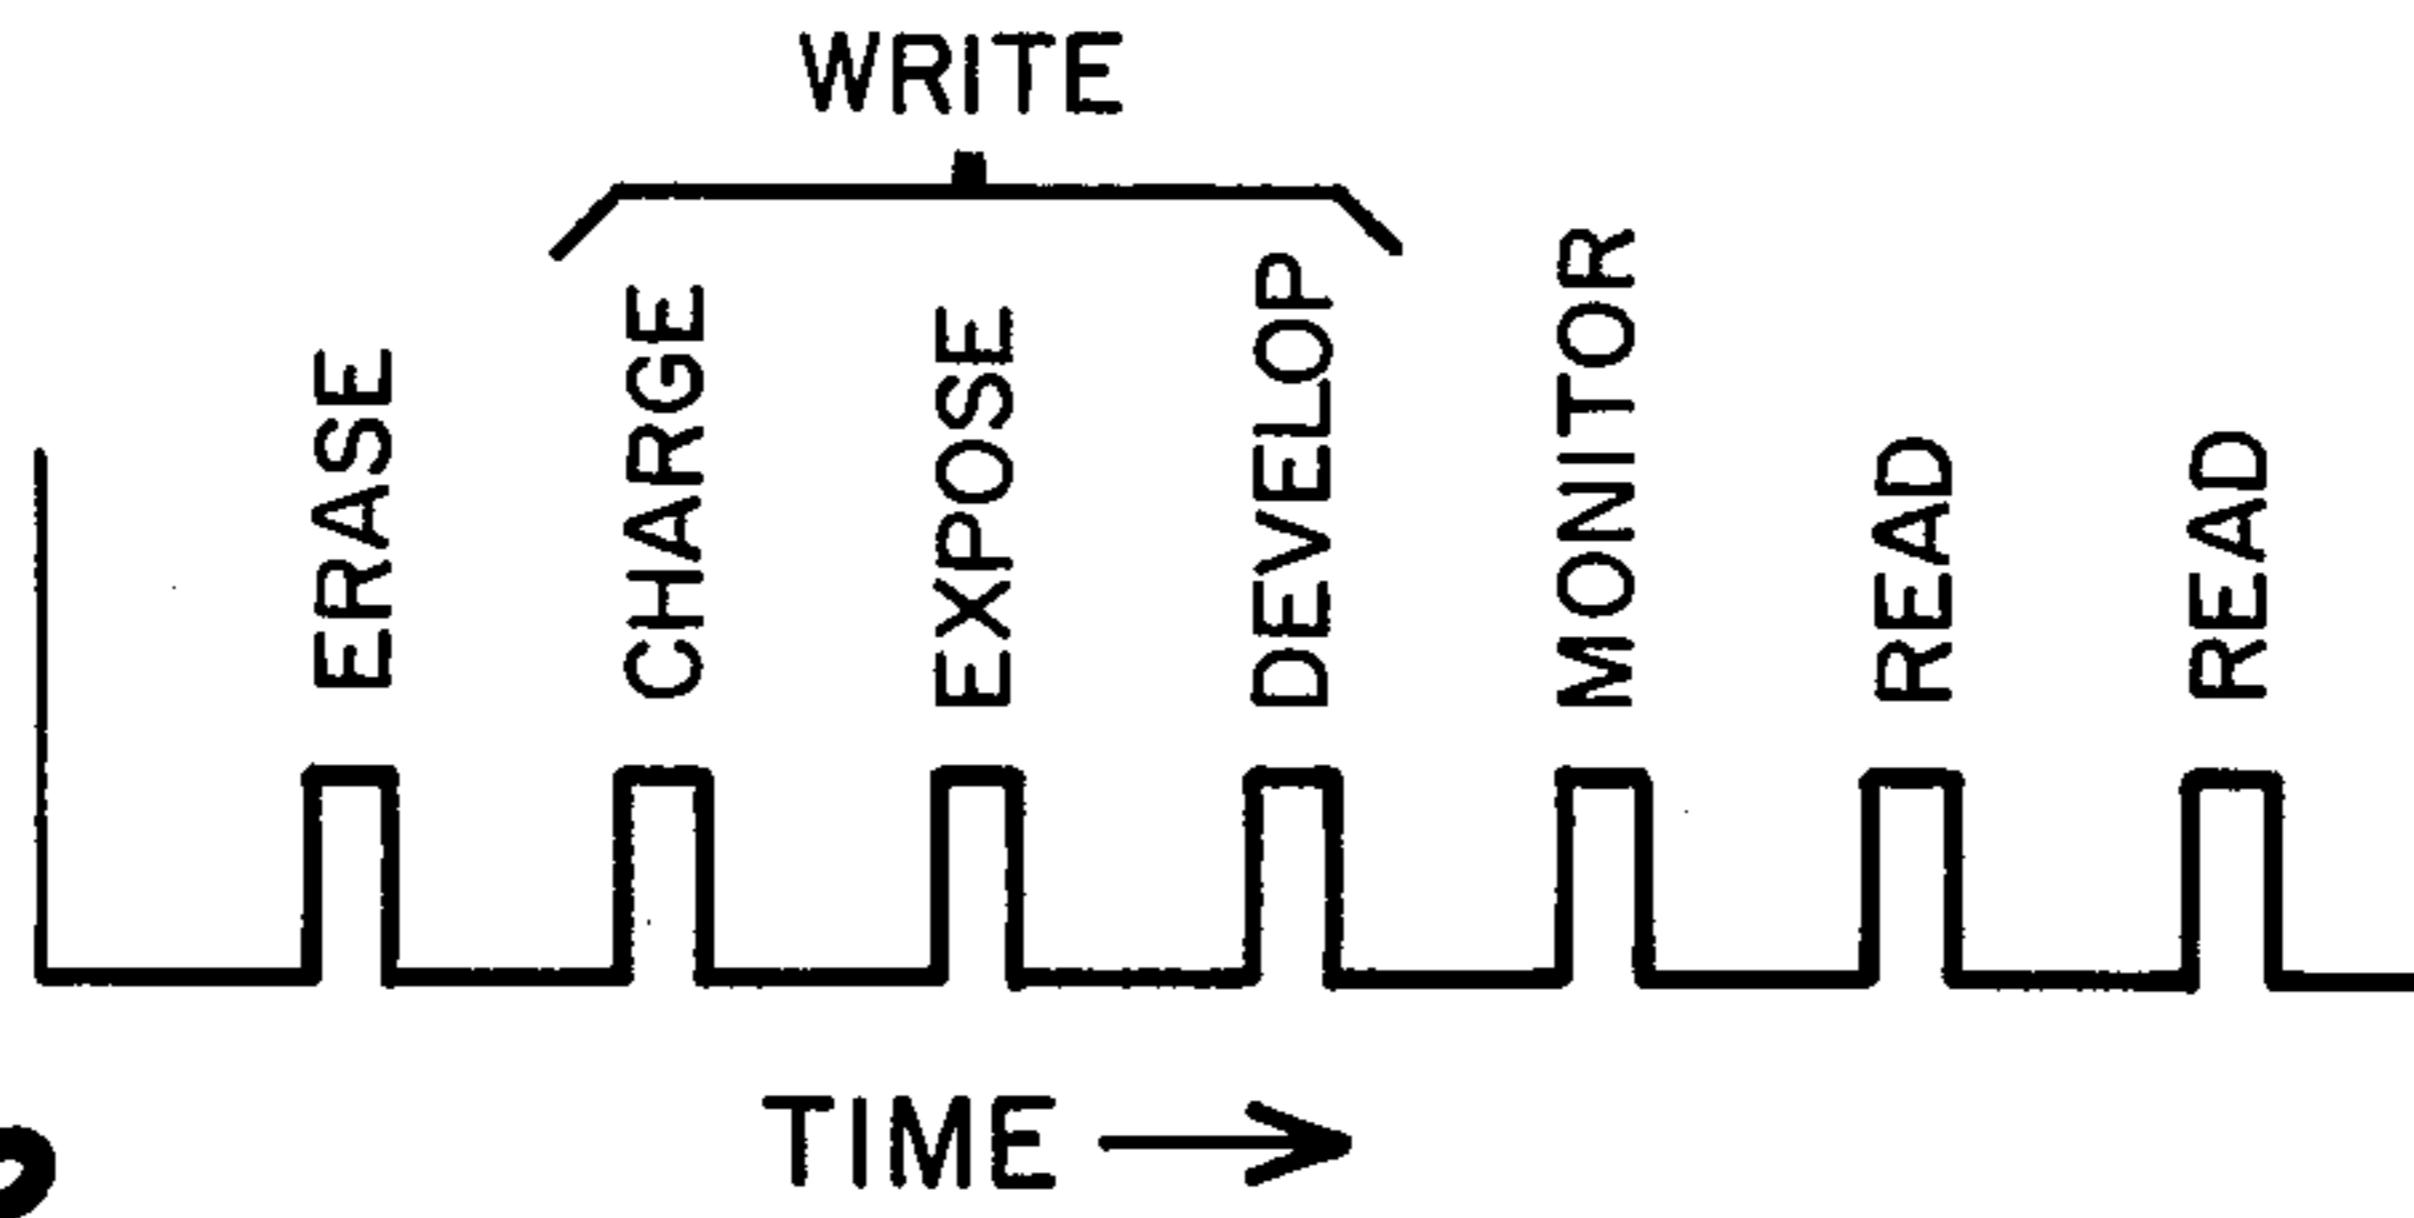 WRITE
ERASE
CHARGE
EXPOSE
DEVELOP
MONITOR
READ
READ
TIME